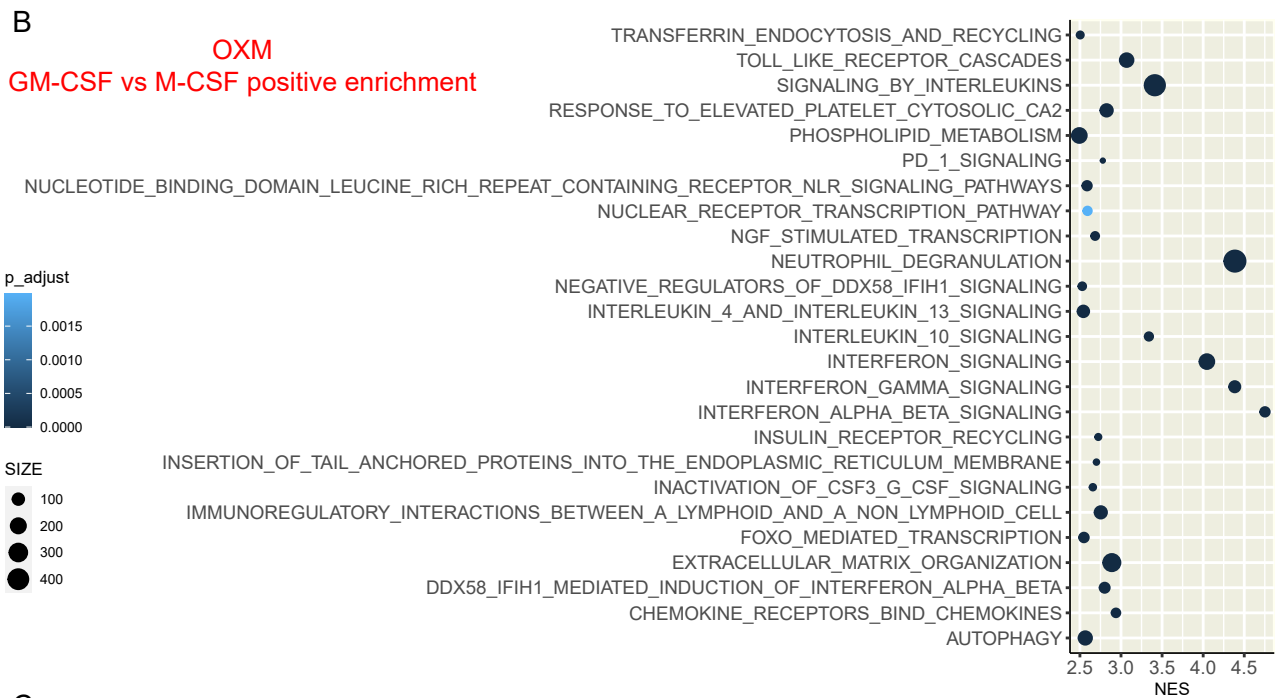 B
OXM
GM-CSF vs M-CSF positive enrichment
TRANSFERRIN_ENDOCYTOSIS_AND_RECYCLING
TOLL_LIKE_RECEPTOR_CASCADES
SIGNALING_BY_INTERLEUKINS
RESPONSE_TO_ELEVATED_PLATELET_CYTOSOLIC_CA2
PHOSPHOLIPID_METABOLISM
PD_1_SIGNALING
NUCLEOTIDE_BINDING_DOMAIN_LEUCINE_RICH_REPEAT_CONTAINING_RECEPTOR_NLR_SIGNALING_PATHWAYS
NUCLEAR_RECEPTOR_TRANSCRIPTION_PATHWAY
NGF_STIMULATED_TRANSCRIPTION
NEUTROPHIL_DEGRANULATION
NEGATIVE_REGULATORS_OF_DDX58_IFIH1_SIGNALING
INTERLEUKIN_4_AND_INTERLEUKIN_13_SIGNALING
INTERLEUKIN_10_SIGNALING
INTERFERON_SIGNALING
INTERFERON_GAMMA_SIGNALING
INTERFERON_ALPHA_BETA_SIGNALING
INSULIN_RECEPTOR_RECYCLING
INSERTION_OF_TAIL_ANCHORED_PROTEINS_INTO_THE_ENDOPLASMIC_RETICULUM_MEMBRANE
INACTIVATION_OF_CSF3_G_CSF_SIGNALING
IMMUNOREGULATORY_INTERACTIONS_BETWEEN_A_LYMPHOID_AND_A_NON_LYMPHOID_CELL
FOXO_MEDIATED_TRANSCRIPTION
EXTRACELLULAR_MATRIX_ORGANIZATION
DDX58_IFIH1_MEDIATED_INDUCTION_OF_INTERFERON_ALPHA_BETA
CHEMOKINE_RECEPTORS_BIND_CHEMOKINES
AUTOPHAGY
2.5 3.0 3.5 4.0 4.5
NES
p_adjust
0.0015
0.0010
0.0005
0.0000
SIZE
100
200
300
400